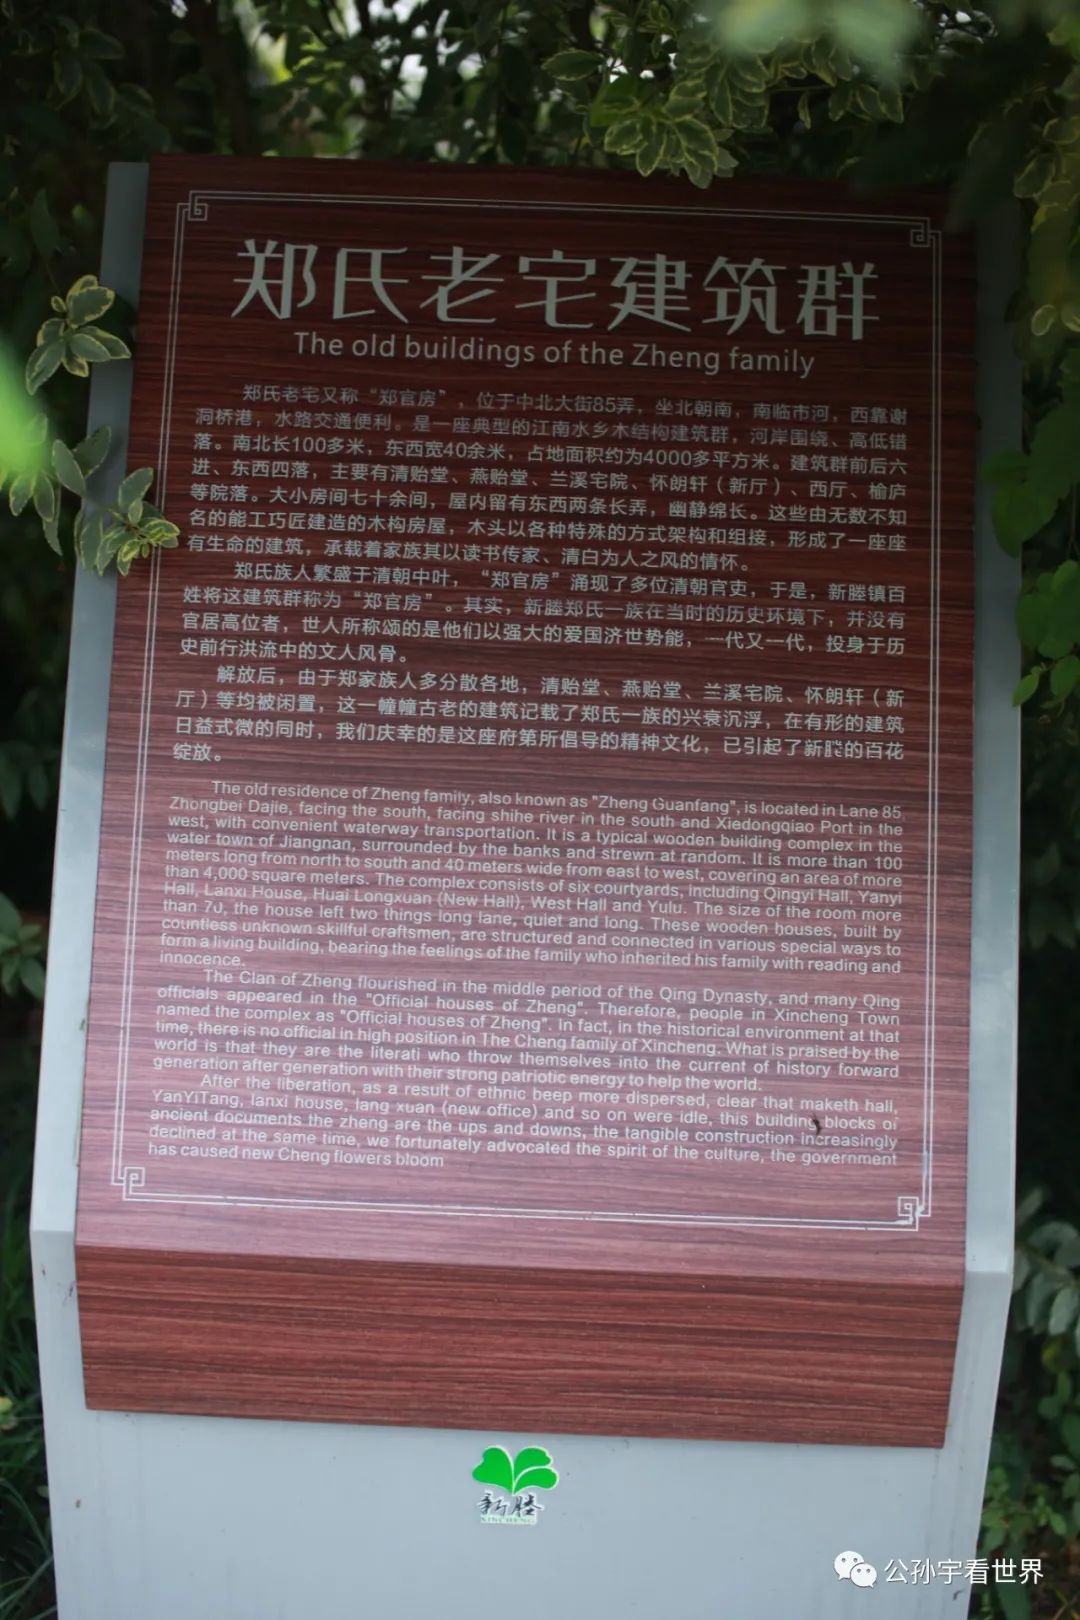 郑氏老宅建筑群
The old buildings of the Zheng family
郑氏老宅又称“郑官房”，位于中北大街85弄，坐北朝南，南临市河，西靠谢
洞桥港，水路交通便利。是一座典型的江南水乡木结构建筑群，河岸围绕、高低错
落。南北长100多米，东西宽40余米，占地面积约为4000多平方米。建筑群前后六
进、东西四落，主要有清贻堂、燕贻堂、兰溪宅院、怀朗轩（新厅）、西厅、榆庐
等院落。大小房间七十余间，屋内留有东西两条长弄，幽静绵长。这些由无数不知
名的能工巧匠建造的木构房屋，木头以各种特殊的方式架构和组接，形成了一座座
有生命的建筑，承载着家族其以读书传家、清白为人之风的情怀。
郑氏族人繁盛于清朝中叶，“郑官房”涌现了多位清朝官吏，于是，新塍镇百
姓将这建筑群称为“郑官房”。其实，新塍郑氏一族在当时的历史环境下，并没有
官居高位者，世人所称颂的是他们以强大的爱国济世势能，一代又一代，投身于历
史前行洪流中的文人风骨。
解放后，由于郑家族人多分散各地，清贻堂、燕贻堂、兰溪宅院、怀朗轩（新
厅）等均被闲置，这一幢幢古老的建筑记载了郑氏一族的兴衰沉浮，在有形的建筑
日益式微的同时，我们庆幸的是这座府第所倡导的精神文化，已引起了新塍的百花
绽放。
The old residence of Zheng family, also known as "Zheng Guanfang", is located in Lane 85,
Zhongbei Dajie, facing the south, facing shihe river in the south and Xiedongqiao Port in the
west, with convenient waterway transportation. It is a typical wooden building complex in the
water town of Jiangnan, surrounded by the banks and strewn at random. It is more than 100
meters long from north to south and 40 meters wide from east to west, covering an area of more
than 4,000 square meters. The complex consists of six courtyards, including Qingyi Hall, Yanyi
Hall, Lanxi House, Huai Longxuan (New Hall), West Hall and Yulu. The size of the room more
than 70, the house left two things long lane, quiet and long. These wooden houses, built by
countless unknown skillful craftsmen, are structured and connected in various special ways to
form a living building, bearing the feelings of the family who inherited his family with reading and
innocence.
The Clan of Zheng flourished in the middle period of the Qing Dynasty, and many Qing
officials appeared in the "Official houses of Zheng". Therefore, people in Xincheng Town
named the complex as "Official houses of Zheng". In fact, in the historical environment at that
time, there is no official in high position in The Cheng family of Xincheng. What is praised by the
world is that they are the literati who throw themselves into the current of history forward
generation after generation with their strong patriotic energy to help the world.
After the liberation, as a result of ethnic beep more dispersed, clear that maketh hall,
YanYiTang, lanxi house, lang xuan (new office) and so on were idle, this building blocks of
ancient documents the zheng are the ups and downs, the tangible construction increasingly
declined at the same time, we fortunately advocated the spirit of the culture, the government
has caused new Cheng flowers bloom
新塍
XINCHENG
公孙宇看世界